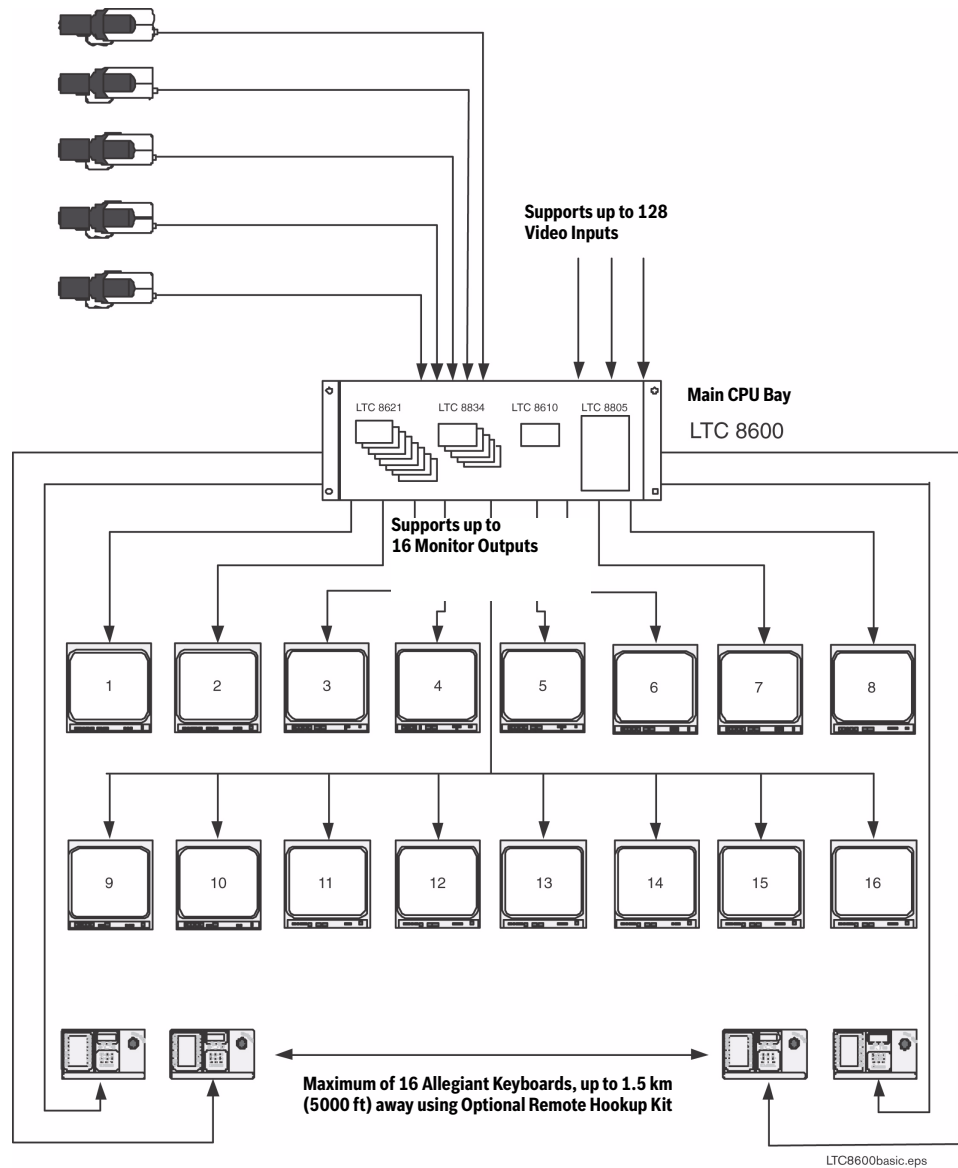 Supports up to 128
Video Inputs
LTC 8621
LTC 8834
LTC 8610
LTC 8805
Main CPU Bay
LTC 8600
Supports up to
16 Monitor Outputs
1
2
3
4
5
6
7
8
9
10
11
12
13
14
15
16
Maximum of 16 Allegiant Keyboards, up to 1.5 km
(5000 ft) away using Optional Remote Hookup Kit
LTC8600basic.eps